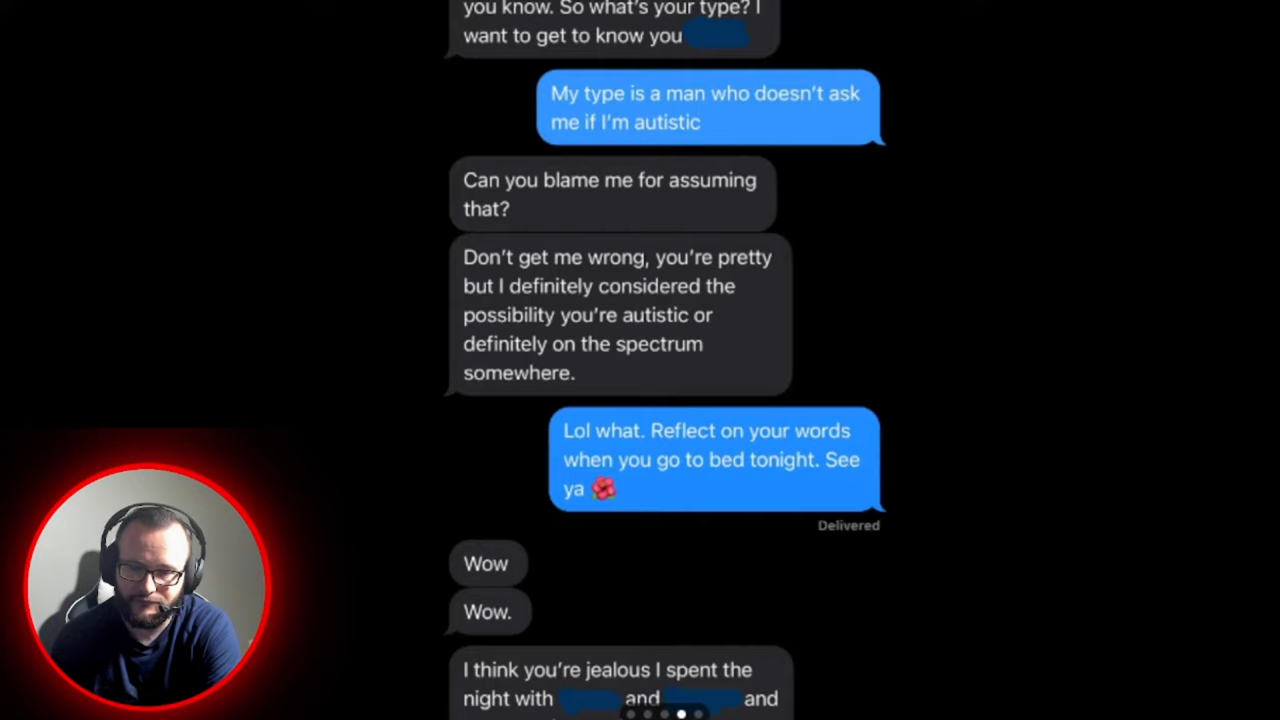 you know. So what's your type? I
want to get to know you
My type is a man who doesn't ask
me if I'm autistic
Can you blame me for assuming
that?
Don't get me wrong, you're pretty
but I definitely considered the
possibility you're autistic or
definitely on the spectrum
somewhere.
Lol what. Reflect on your words
when you go to bed tonight. See
ya 🌺
Delivered
Wow
Wow.
I think you're jealous I spent the
night with and and